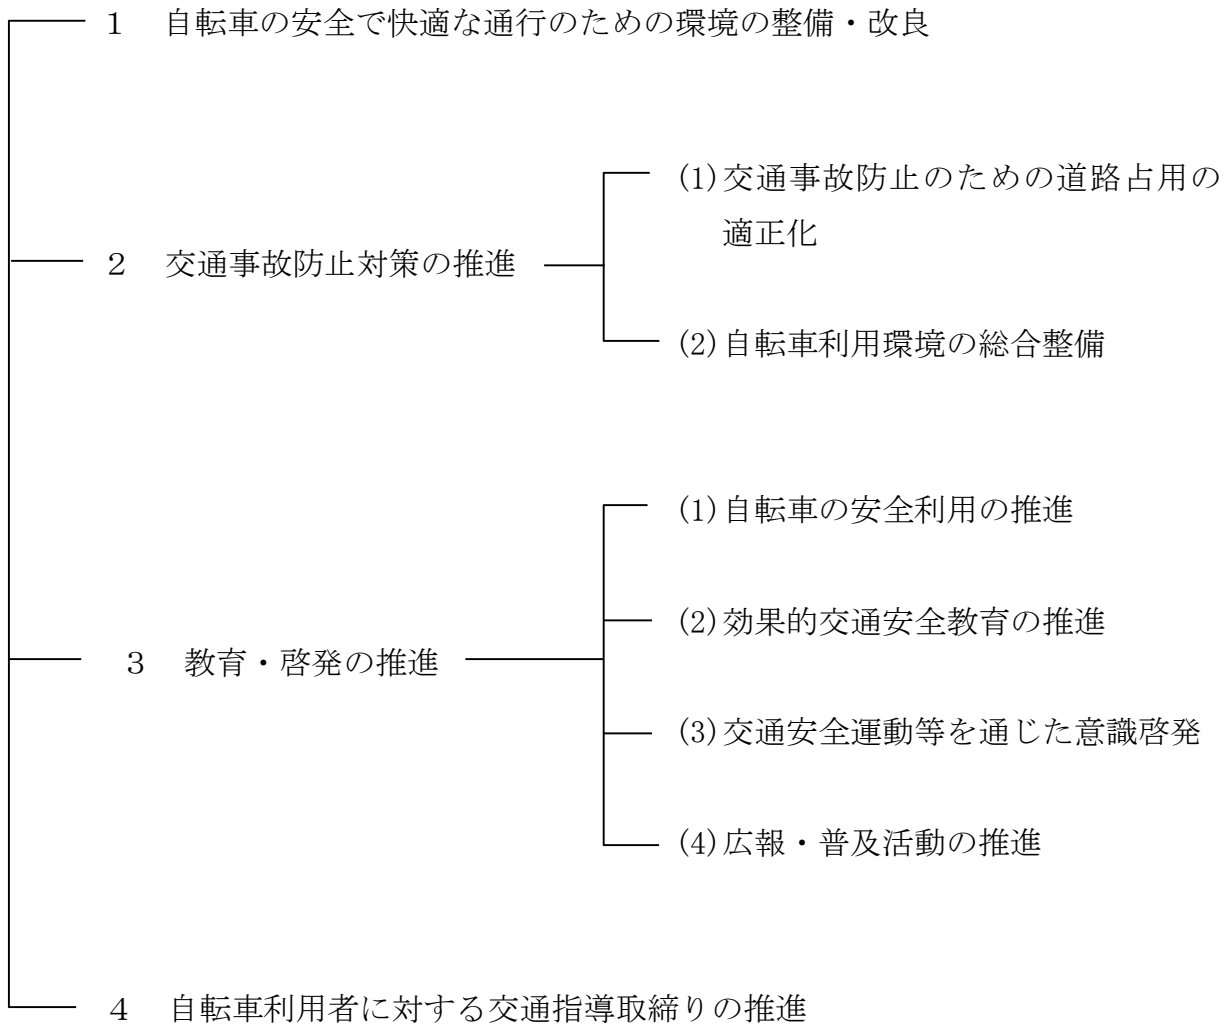 １　自転車の安全で快適な通行のための環境の整備・改良
(1)交通事故防止のための道路占用の
適正化
２　交通事故防止対策の推進
(2)自転車利用環境の総合整備
(1)自転車の安全利用の推進
(2)効果的交通安全教育の推進
３　教育・啓発の推進
(3)交通安全運動等を通じた意識啓発
(4)広報・普及活動の推進
４　自転車利用者に対する交通指導取締りの推進